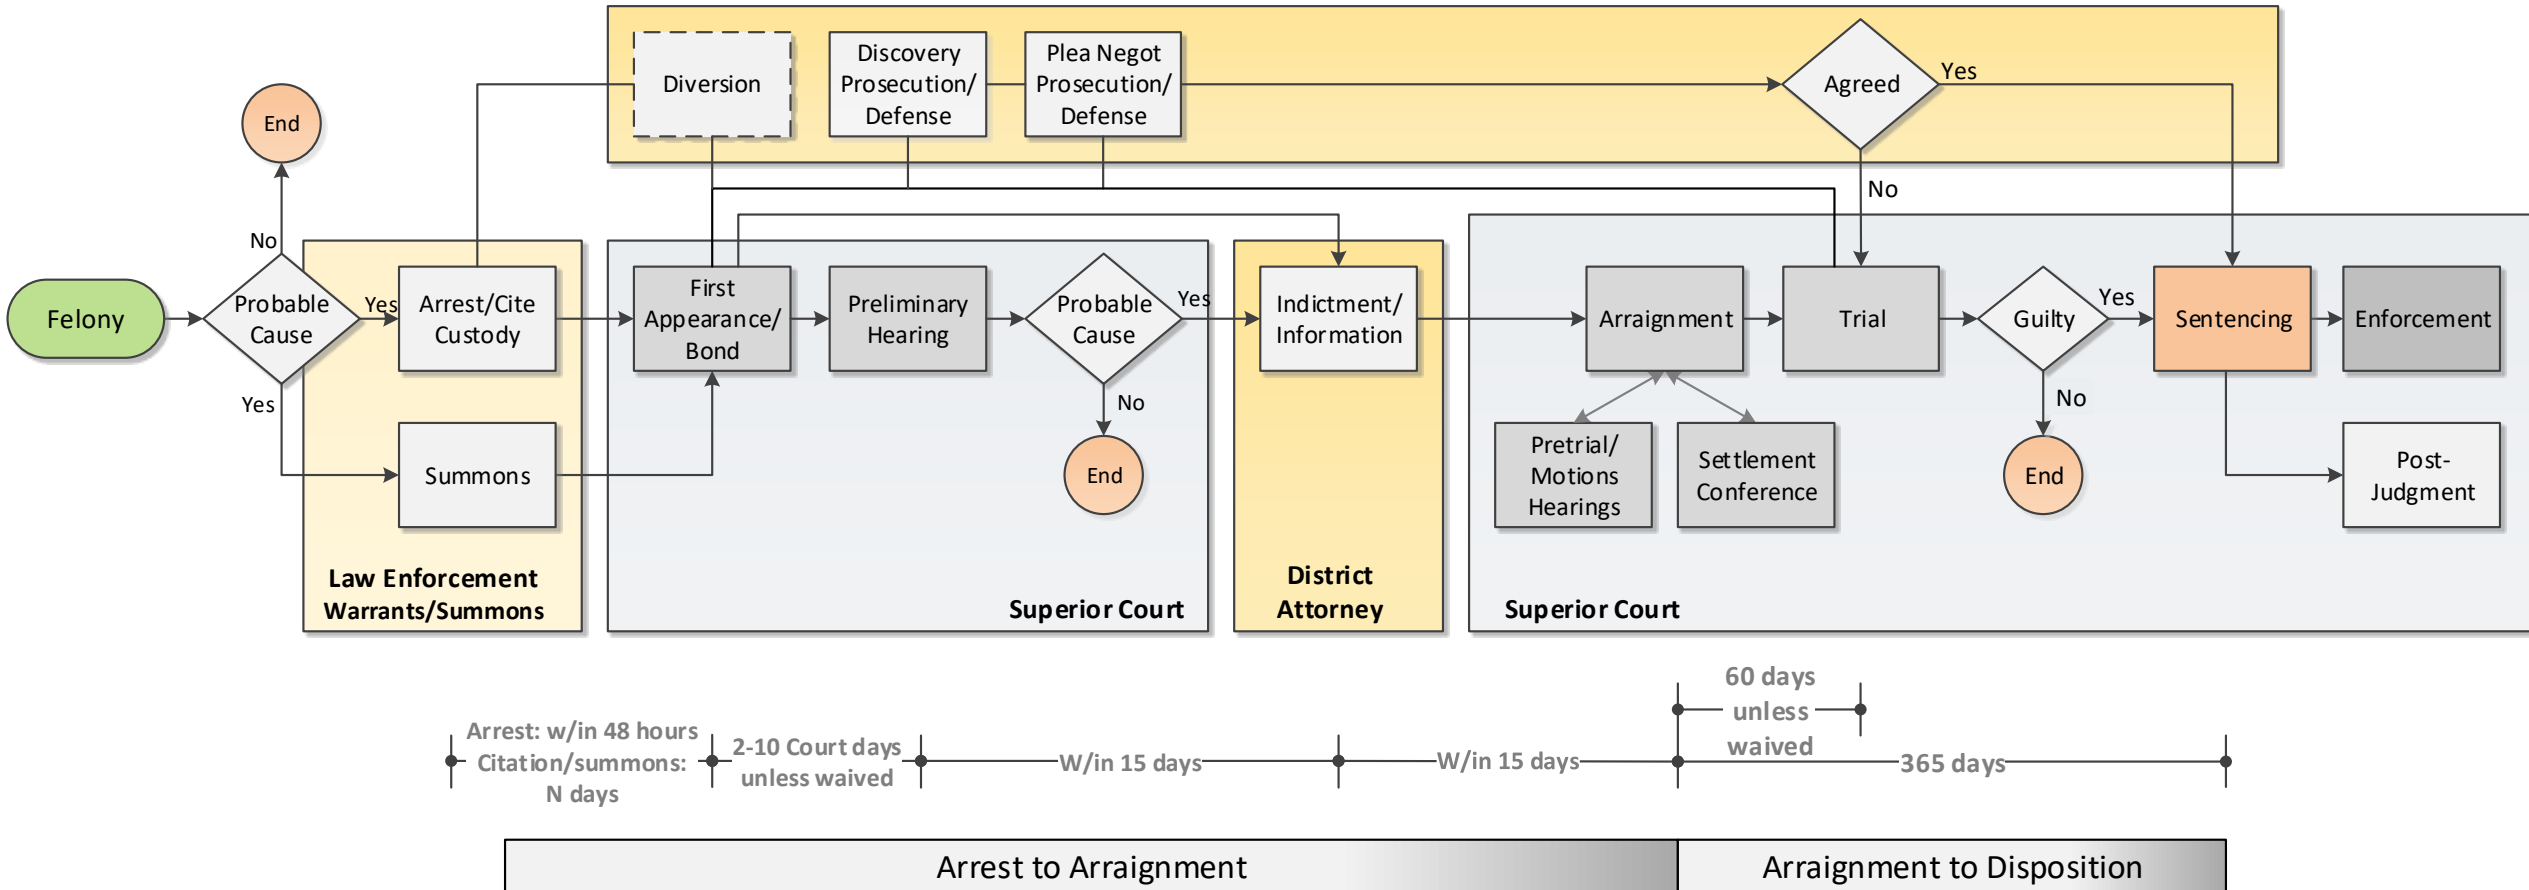 Diversion
Discovery
Prosecution/
Defense
Plea Negot
Prosecution/
Defense
Agreed
Yes
No
End
No
Felony
Probable
Cause
Yes
Yes
Arrest/Cite
Custody
Summons
Law Enforcement
Warrants/Summons
First
Appearance/
Bond
Preliminary
Hearing
Probable
Cause
Yes
No
End
Superior Court
Indictment/
Information
District
Attorney
Arraignment
Trial
Guilty
Yes
No
End
Sentencing
Enforcement
Pretrial/
Motions
Hearings
Settlement
Conference
Post-
Judgment
Superior Court
Arrest: w/in 48 hours
Citation/summons:
N days
2-10 Court days
unless waived
W/in 15 days
W/in 15 days
60 days
unless
waived
365 days
Arrest to Arraignment
Arraignment to Disposition